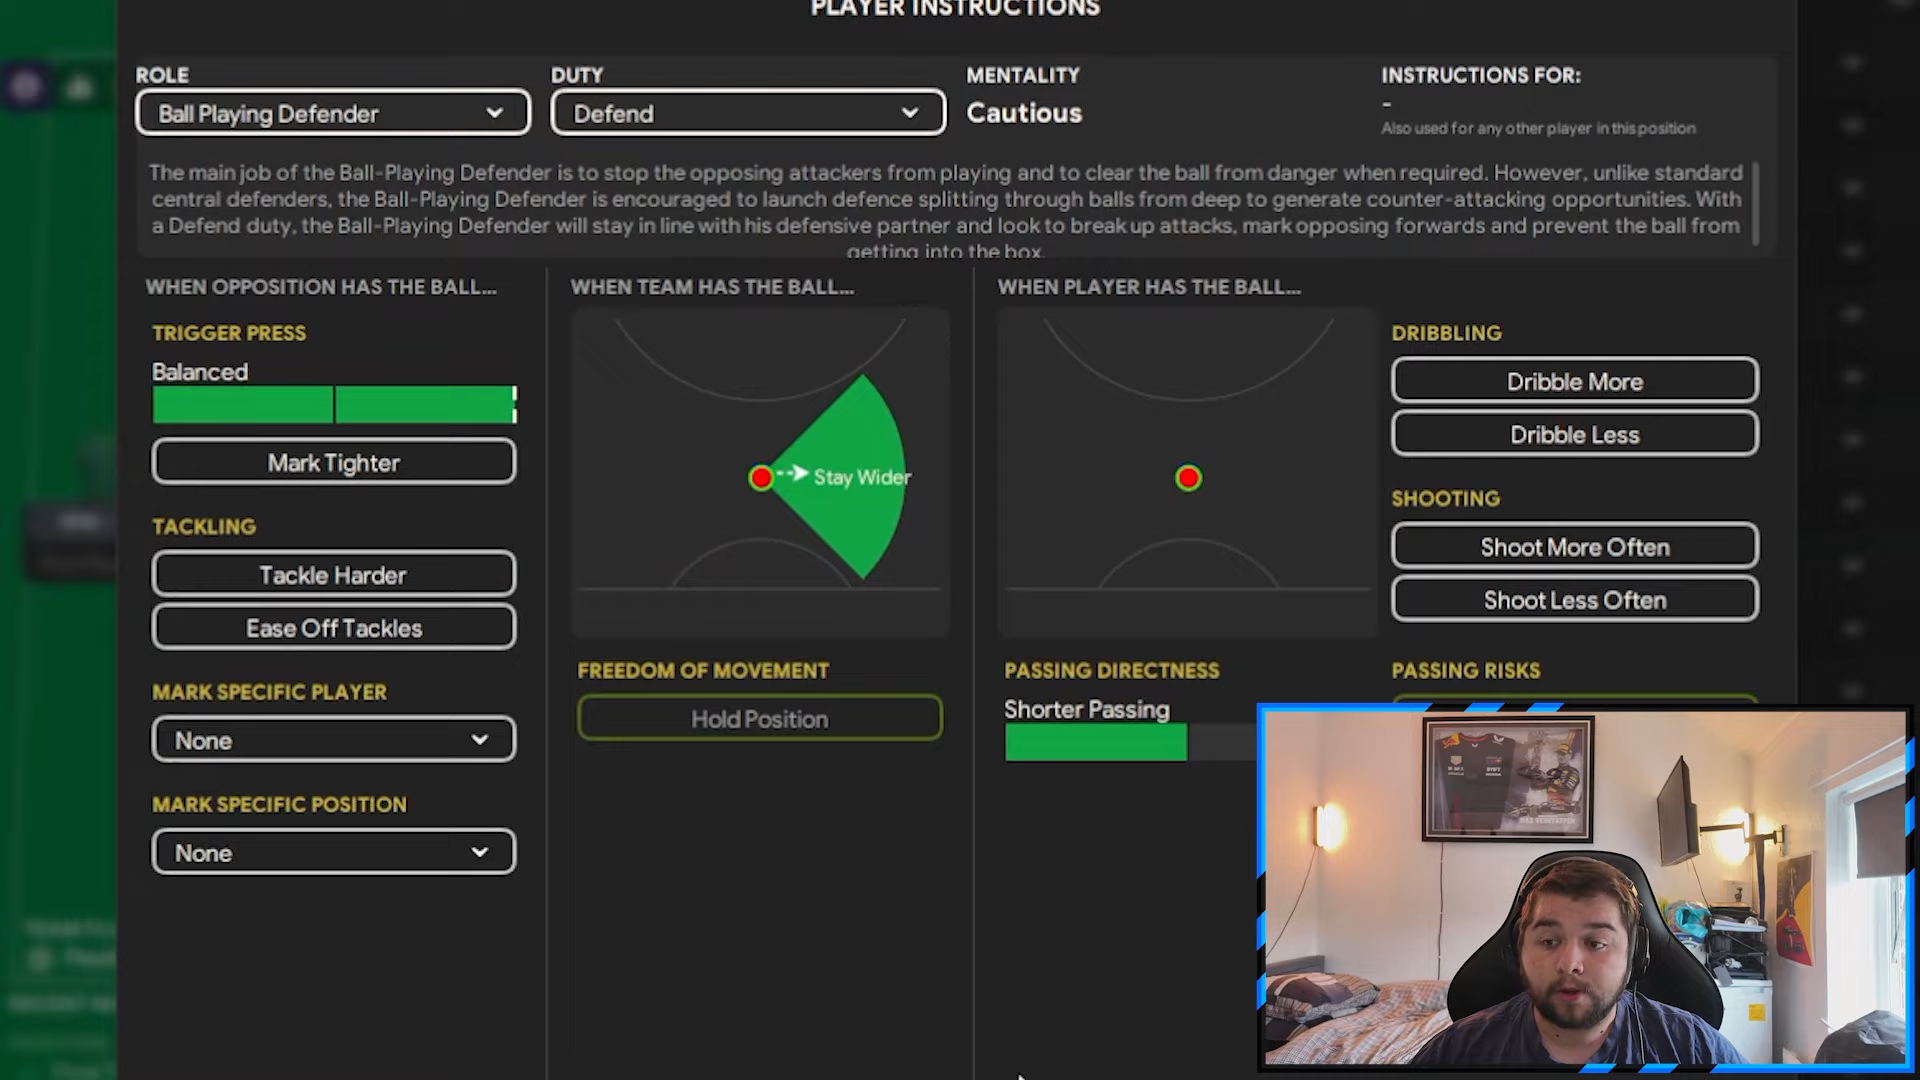 PLAYER INSTRUCTIONS
ROLE
Ball Playing Defender
DUTY
Defend
MENTALITY
Cautious
INSTRUCTIONS FOR:
-
Also used for any other player in this position
The main job of the Ball-Playing Defender is to stop the opposing attackers from playing and to clear the ball from danger when required. However, unlike standard
central defenders, the Ball-Playing Defender is encouraged to launch defence splitting through balls from deep to generate counter-attacking opportunities. With
a Defend duty, the Ball-Playing Defender will stay in line with his defensive partner and look to break up attacks, mark opposing forwards and prevent the ball from
getting into the box.
WHEN OPPOSITION HAS THE BALL...
TRIGGER PRESS
Balanced
Mark Tighter
TACKLING
Tackle Harder
Ease Off Tackles
MARK SPECIFIC PLAYER
None
MARK SPECIFIC POSITION
None
WHEN TEAM HAS THE BALL...
Stay Wider
FREEDOM OF MOVEMENT
Hold Position
WHEN PLAYER HAS THE BALL...
PASSING DIRECTNESS
Shorter Passing
DRIBBLING
Dribble More
Dribble Less
SHOOTING
Shoot More Often
Shoot Less Often
PASSING RISKS
MAX VERSTAPPEN